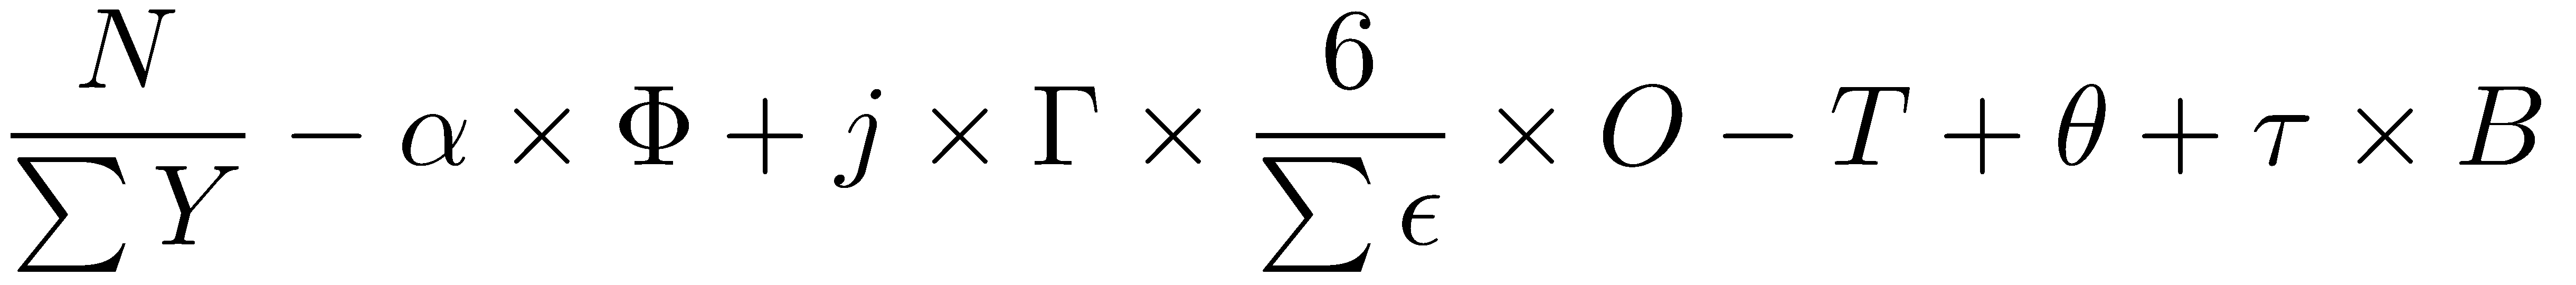 \frac{N}{\sum Y} - \alpha \times \Phi + j \times \Gamma \times \frac{6}{\sum \epsilon} \times O - T + \theta + \tau \times B